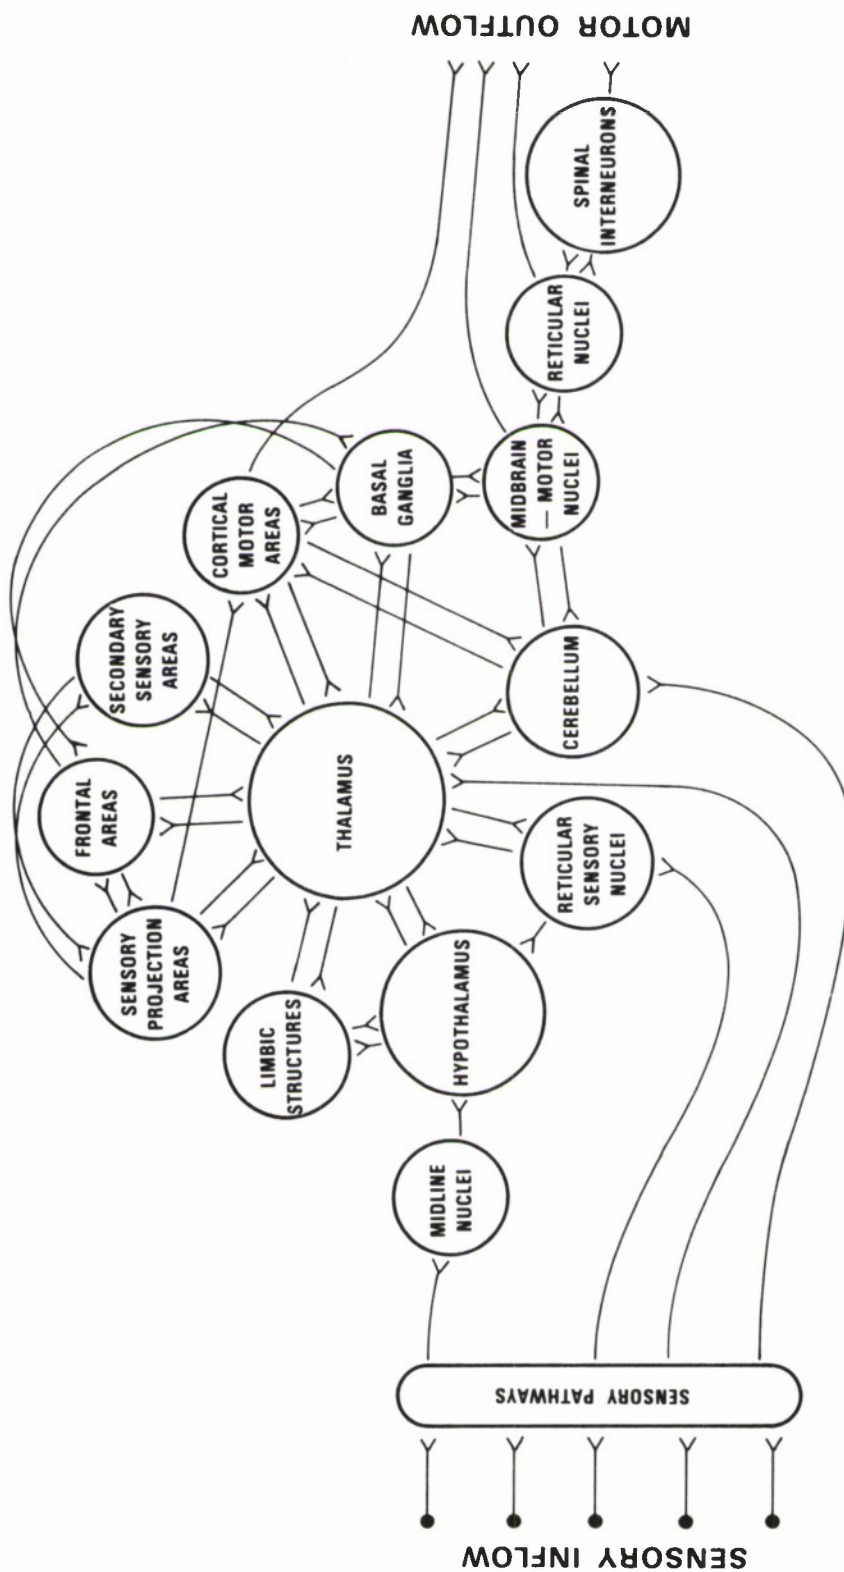 SENSORY INFLOW
SENSORY PATHWAYS
MIDLINE
NUCLEI
LIMBIC
STRUCTURES
HYPOTHALAMUS
SENSORY
PROJECTION
AREAS
FRONTAL
AREAS
SECONDARY
SENSORY
AREAS
CORTICAL
MOTOR
AREAS
THALAMUS
RETICULAR
SENSORY
NUCLEI
CEREBELLUM
BASAL
GANGLIA
MIDBRAIN
— MOTOR
NUCLEI
RETICULAR
NUCLEI
SPINAL
INTERNEURONS
MOTOR OUTFLOW